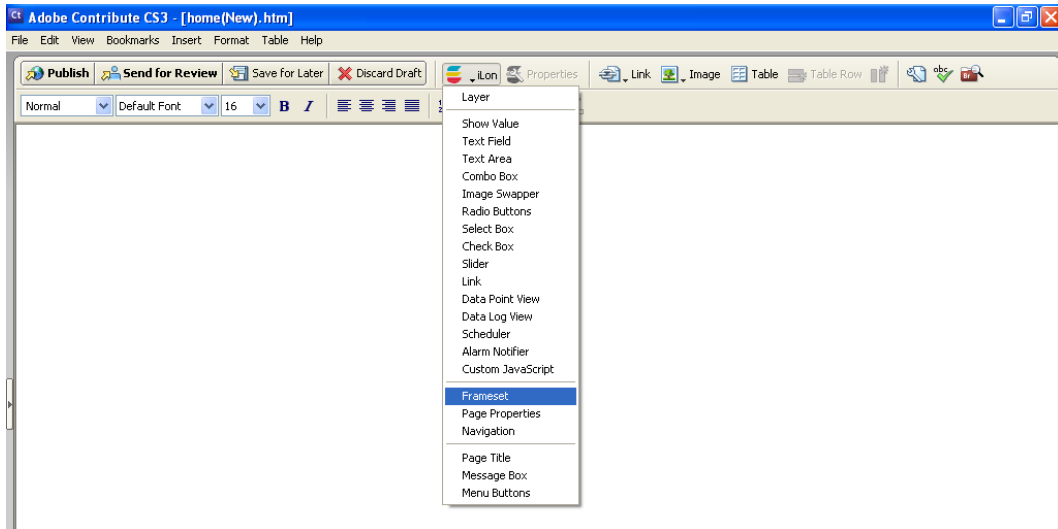 Ct Adobe Contribute CS3 - [home(New).htm]
File Edit View Bookmarks Insert Format Table Help
Publish Send for Review Save for Later Discard Draft iLon Properties Link Image Table Table Row abc Br
Normal Default Font 16 B I
Layer
Show Value
Text Field
Text Area
Combo Box
Image Swapper
Radio Buttons
Select Box
Check Box
Slider
Link
Data Point View
Data Log View
Scheduler
Alarm Notifier
Custom JavaScript
Frameset
Page Properties
Navigation
Page Title
Message Box
Menu Buttons